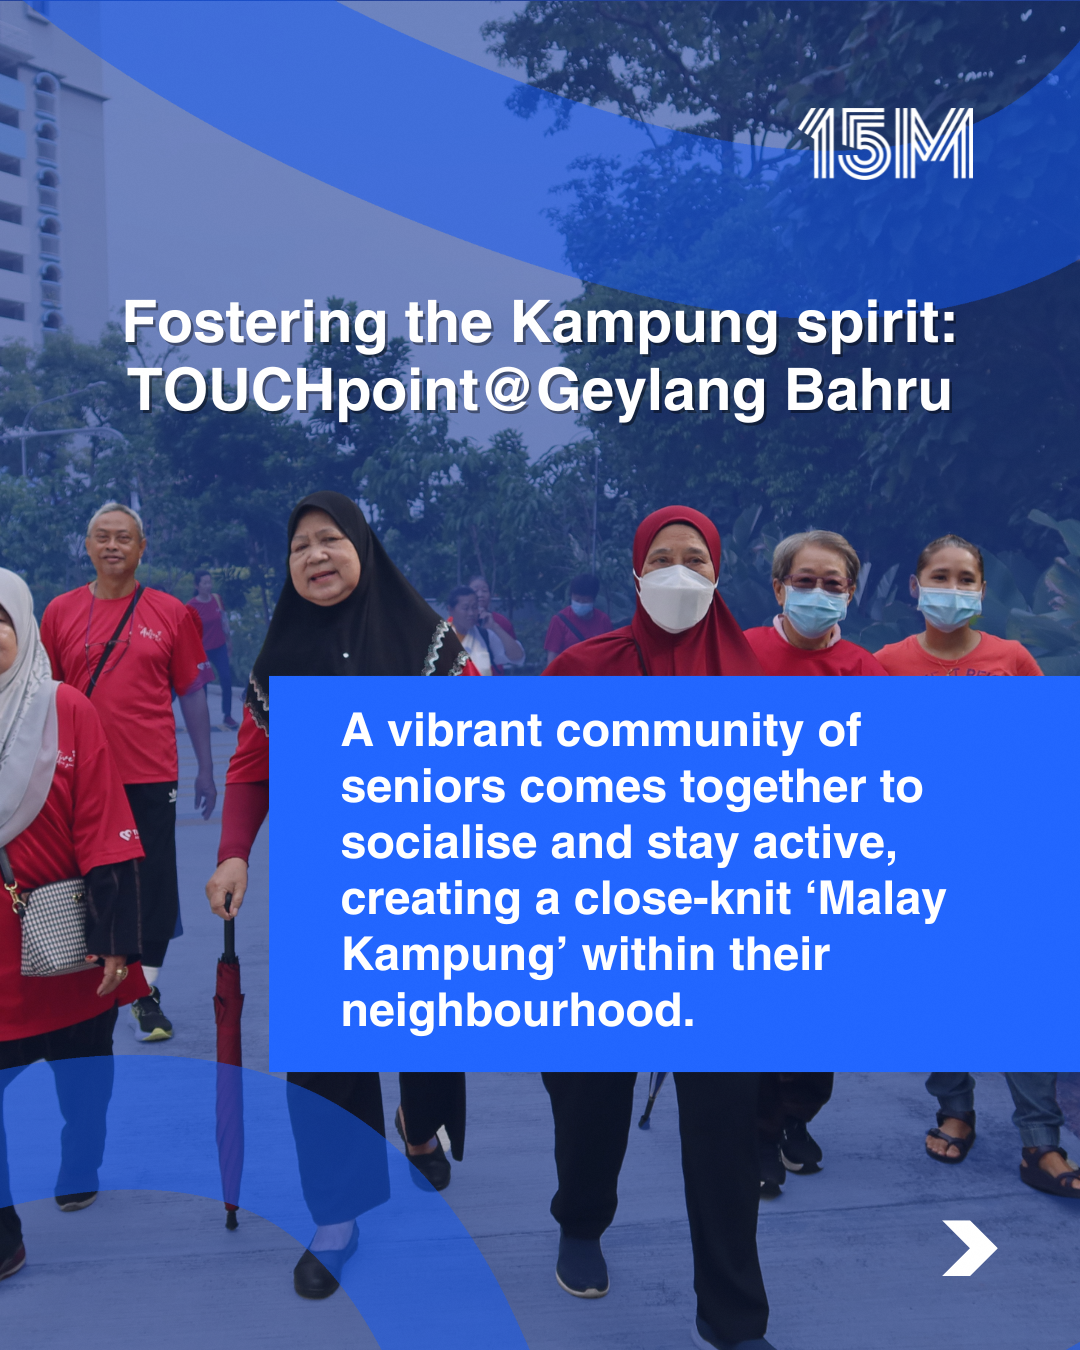 15M
Fostering the Kampung spirit:
TOUCHpoint@Geylang Bahru
A vibrant community of
seniors comes together to
socialise and stay active,
creating a close-knit ‘Malay
Kampung’ within their
neighbourhood.